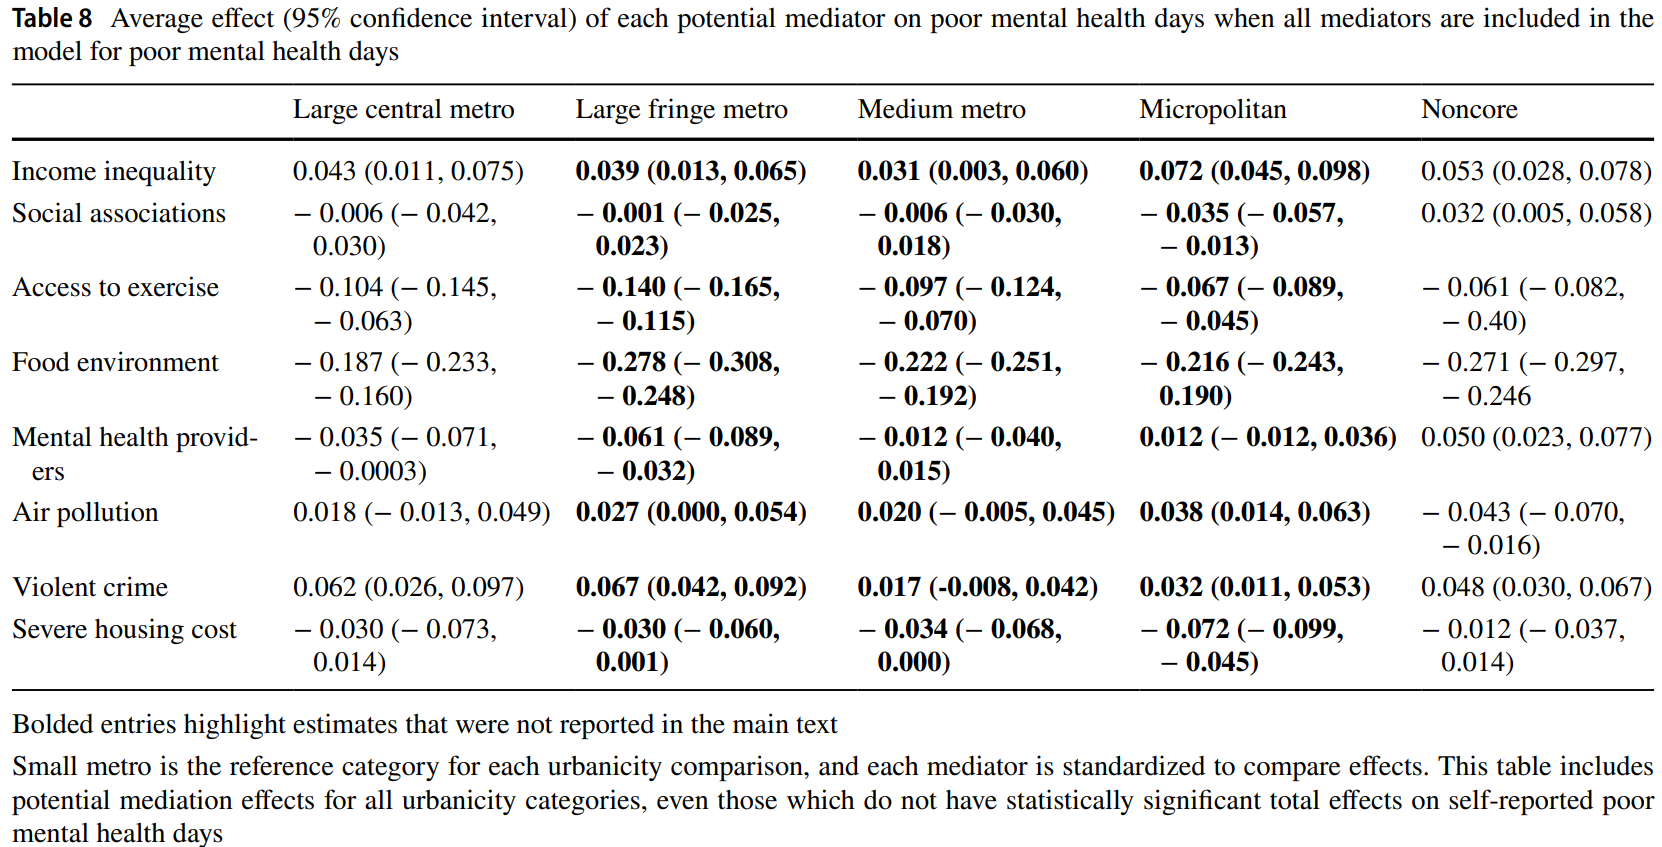 Table 8 Average effect (95% confidence interval) of each potential mediator on poor mental health days when all mediators are included in the
model for poor mental health days
Large central metro Large fringe metro Medium metro Micropolitan Noncore
Income inequality 0.043 (0.011, 0.075) 0.039 (0.013, 0.065) 0.031 (0.003, 0.060) 0.072 (0.045, 0.098) 0.053 (0.028, 0.078)
Social associations − 0.006 (− 0.042, − 0.001 (− 0.025, − 0.006 (− 0.030, − 0.035 (− 0.057, 0.032 (0.005, 0.058)
0.030) 0.023) 0.018) − 0.013)
Access to exercise − 0.104 (− 0.145, − 0.140 (− 0.165, − 0.097 (− 0.124, − 0.067 (− 0.089, − 0.061 (− 0.082,
− 0.063) − 0.115) − 0.070) − 0.045) − 0.40)
Food environment − 0.187 (− 0.233, − 0.278 (− 0.308, − 0.222 (− 0.251, − 0.216 (− 0.243, − 0.271 (− 0.297,
− 0.160) − 0.248) − 0.192) 0.190) − 0.246
Mental health provid- − 0.035 (− 0.071, − 0.061 (− 0.089, − 0.012 (− 0.040, 0.012 (− 0.012, 0.036) 0.050 (0.023, 0.077)
ers − 0.0003) − 0.032) 0.015)
Air pollution 0.018 (− 0.013, 0.049) 0.027 (0.000, 0.054) 0.020 (− 0.005, 0.045) 0.038 (0.014, 0.063) − 0.043 (− 0.070,
− 0.016)
Violent crime 0.062 (0.026, 0.097) 0.067 (0.042, 0.092) 0.017 (-0.008, 0.042) 0.032 (0.011, 0.053) 0.048 (0.030, 0.067)
Severe housing cost − 0.030 (− 0.073, − 0.030 (− 0.060, − 0.034 (− 0.068, − 0.072 (− 0.099, − 0.012 (− 0.037,
0.014) 0.001) 0.000) − 0.045) 0.014)
Bolded entries highlight estimates that were not reported in the main text
Small metro is the reference category for each urbanicity comparison, and each mediator is standardized to compare effects. This table includes
potential mediation effects for all urbanicity categories, even those which do not have statistically significant total effects on self-reported poor
mental health days